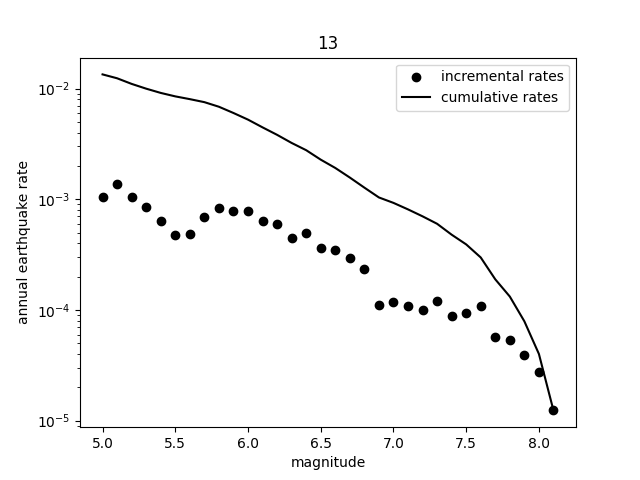 13
incremental rates
cumulative rates
annual earthquake rate
10⁻²
10⁻³
10⁻⁴
10⁻⁵
5.0 5.5 6.0 6.5 7.0 7.5 8.0
magnitude